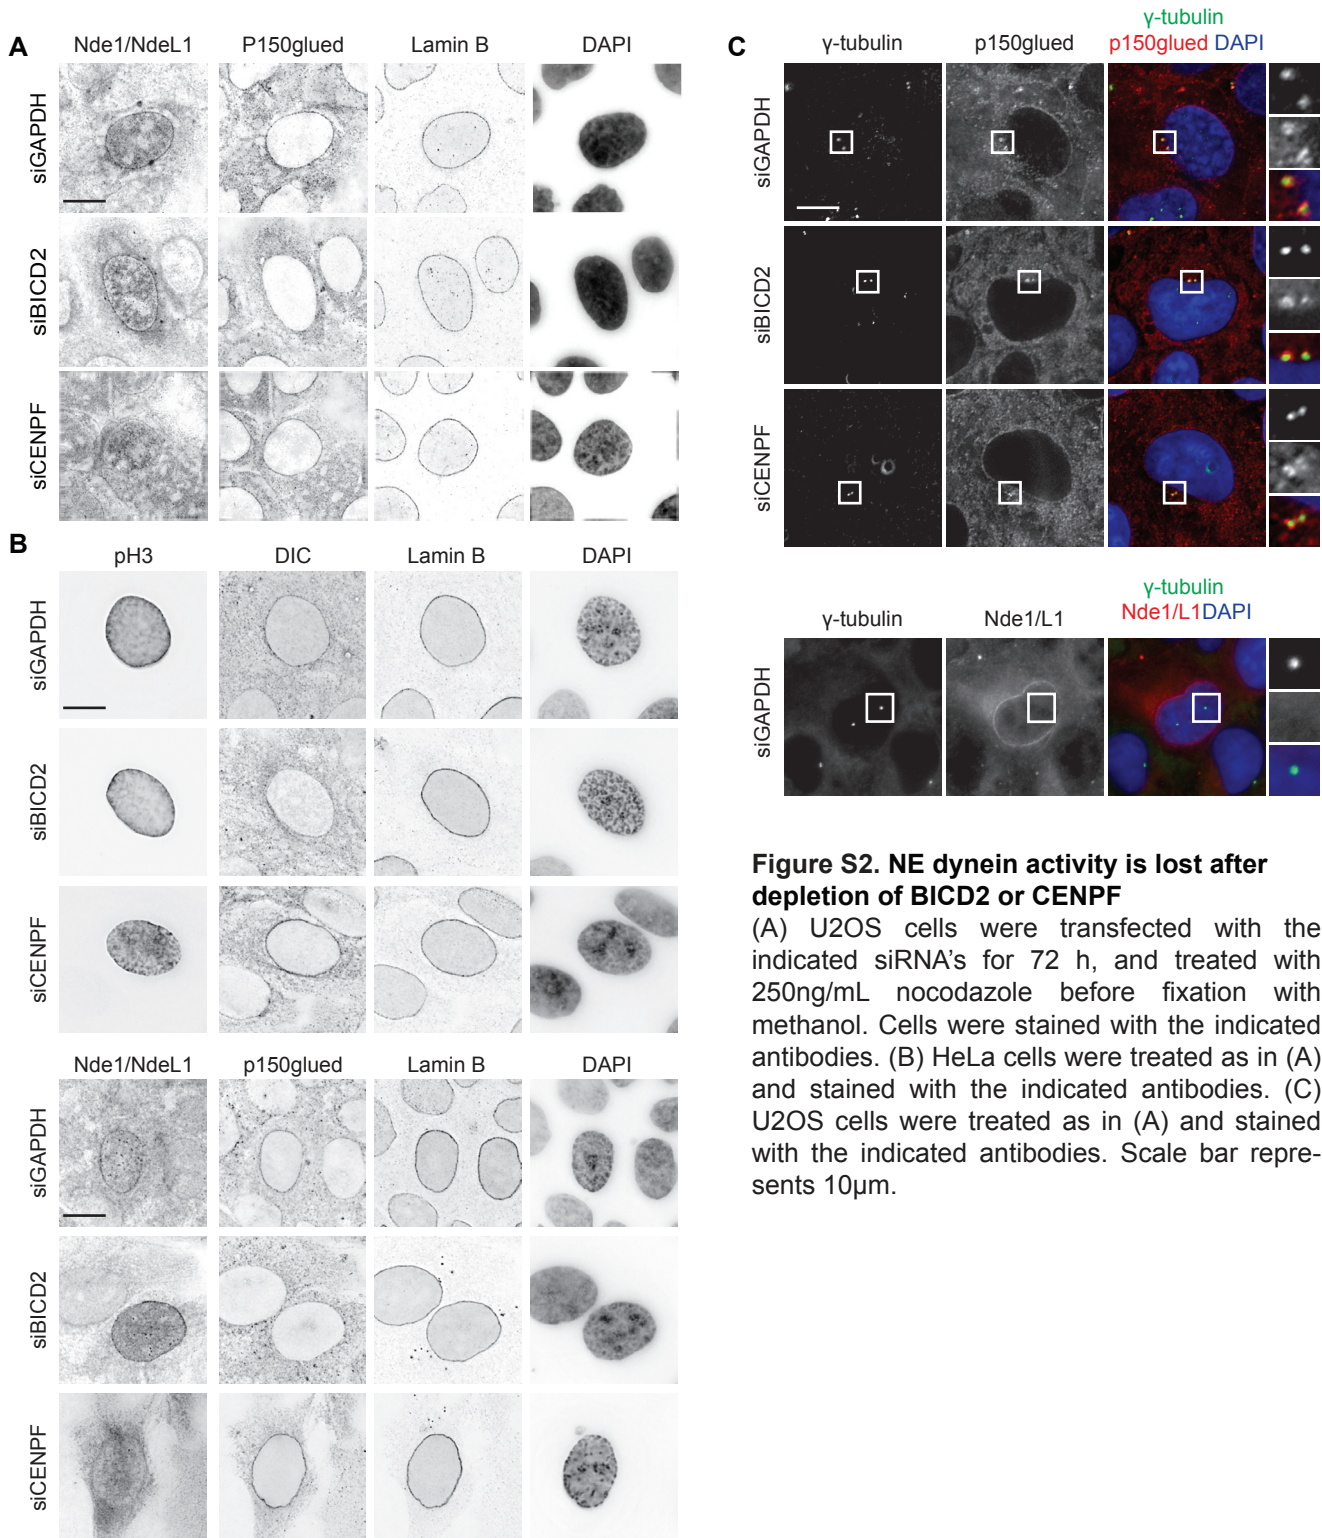 A
Nde1/NdeL1 P150glued Lamin B DAPI
siGAPDH
siBICD2
siCENPF
B
pH3 DIC Lamin B DAPI
siGAPDH
siBICD2
siCENPF
Nde1/NdeL1 p150glued Lamin B DAPI
siGAPDH
siBICD2
siCENPF
C
γ-tubulin p150glued
γ-tubulin
p150glued DAPI
siGAPDH
siBICD2
siCENPF
γ-tubulin Nde1/L1
γ-tubulin
Nde1/L1DAPI
siGAPDH
Figure S2. NE dynein activity is lost after
depletion of BICD2 or CENPF
(A) U2OS cells were transfected with the
indicated siRNA's for 72 h, and treated with
250ng/mL nocodazole before fixation with
methanol. Cells were stained with the indicated
antibodies. (B) HeLa cells were treated as in (A)
and stained with the indicated antibodies. (C)
U2OS cells were treated as in (A) and stained
with the indicated antibodies. Scale bar repre-
sents 10μm.